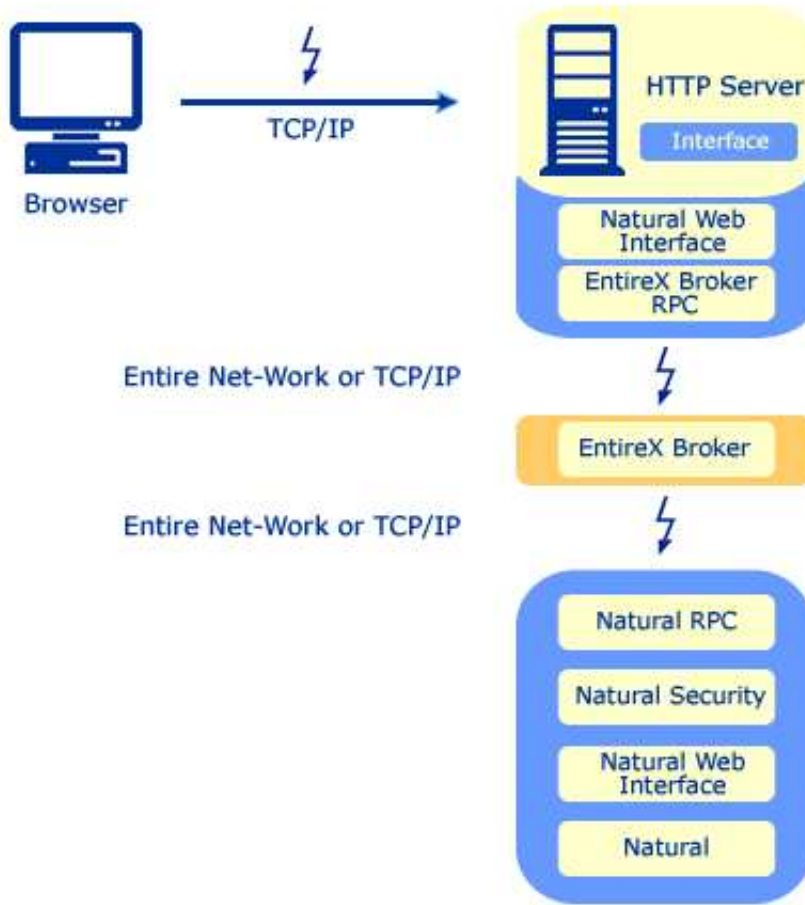 TCP/IP
Browser
HTTP Server
Interface
Natural Web
Interface
EntireX Broker
RPC
Entire Net-Work or TCP/IP
EntireX Broker
Entire Net-Work or TCP/IP
Natural RPC
Natural Security
Natural Web
Interface
Natural